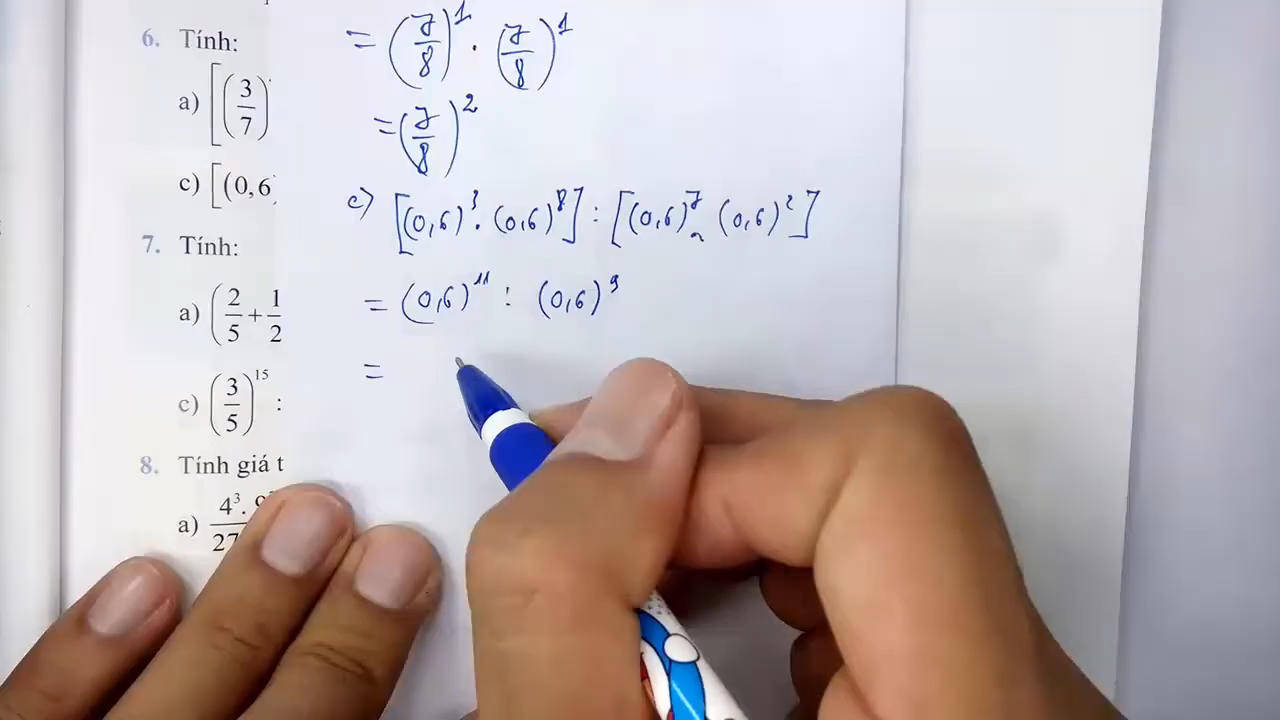 6. Tính:
a) [(3/7)
c) [(0,6)
7. Tính:
a) (2/5 + 1/2
c) (3/5)^15 :
8. Tính giá t
a) 4³.
27
= (7/8)^1 . (7/8)^1
= (7/8)^2
c) [(0,6)^3 . (0,6)^8] : [(0,6)^7 . (0,6)^2]
= (0,6)^11 : (0,6)^9
=